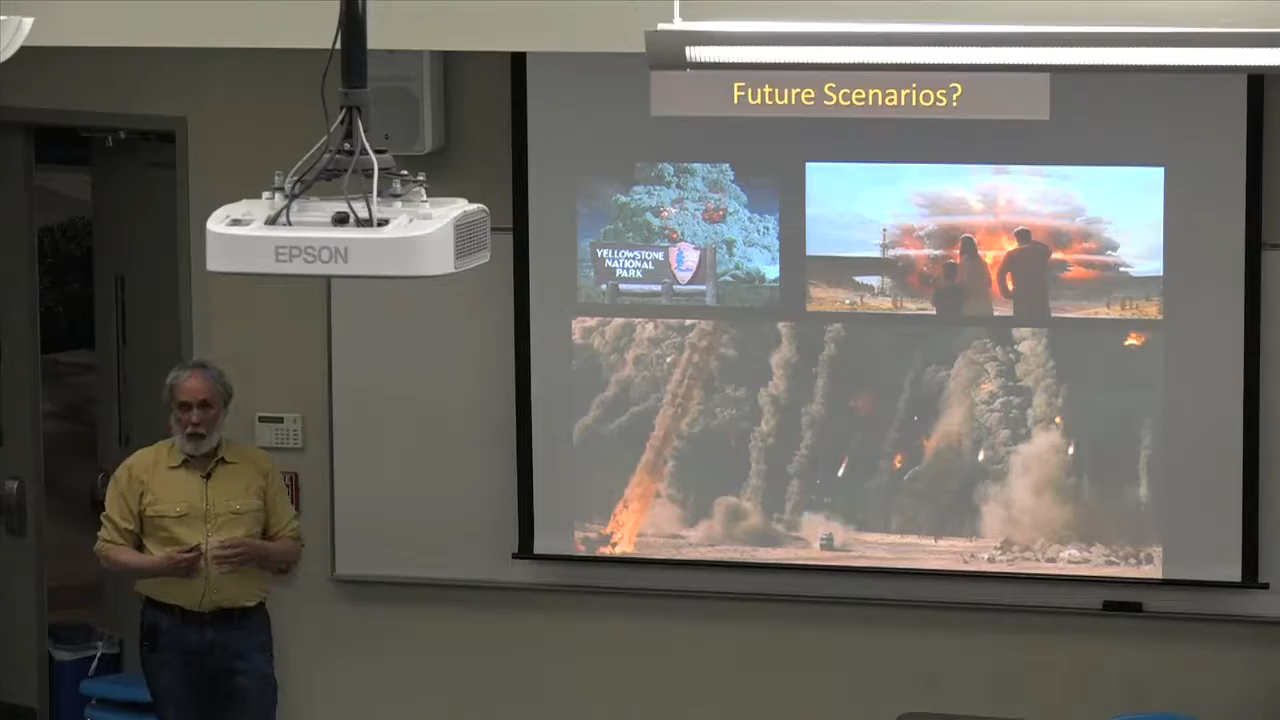 Future Scenarios?
EPSON
YELLOWSTONE
NATIONAL
PARK